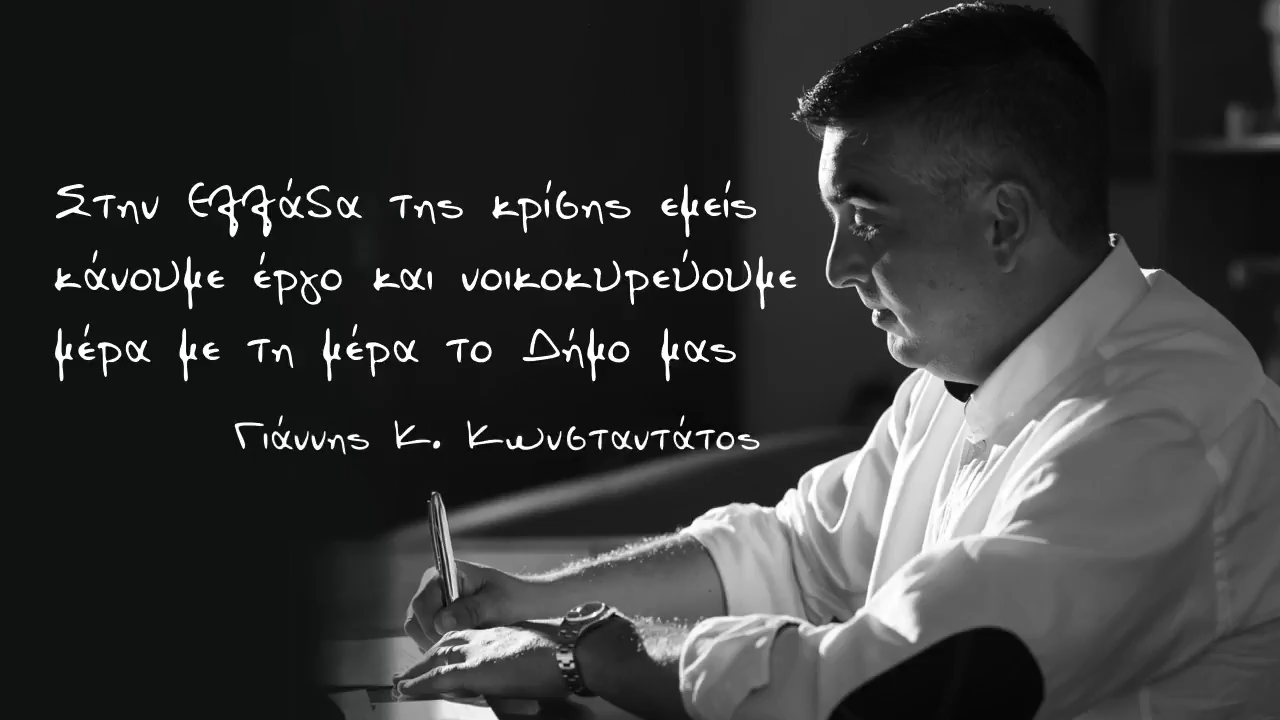 Στην Ελλάδα της κρίσης εμείς
κάνουμε έργο και νοικοκυρεύουμε
μέρα με τη μέρα το Δήμο μας
Γιάννης Κ. Κωνσταντάτος